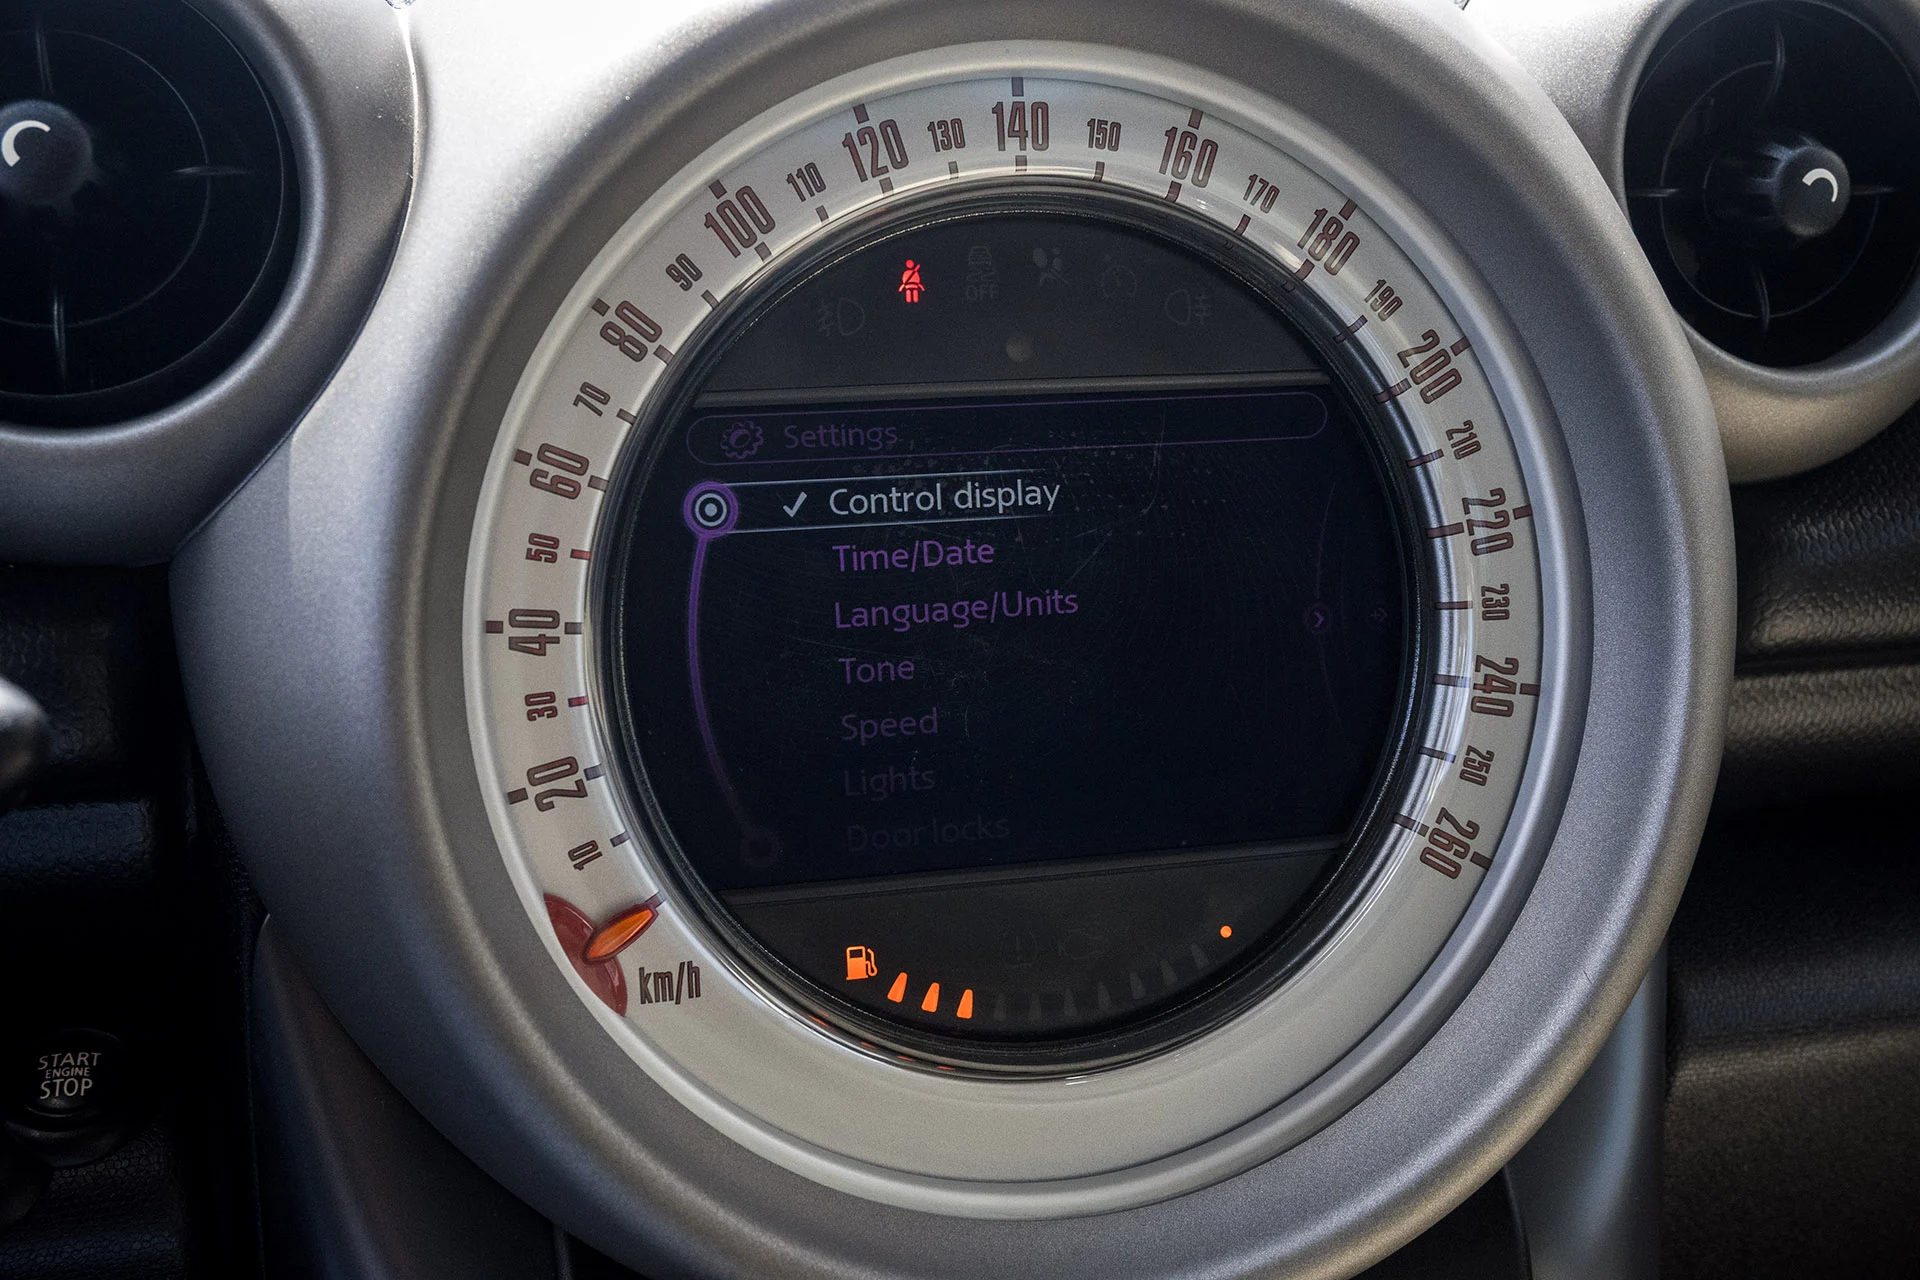 10
20
30
40
50
60
70
80
90
100
110
120
130
140
150
160
170
180
190
200
210
220
230
240
250
260
km/h
OFF
Settings
✓ Control display
Time/Date
Language/Units
Tone
Speed
Lights
Door locks
START
ENGINE
STOP